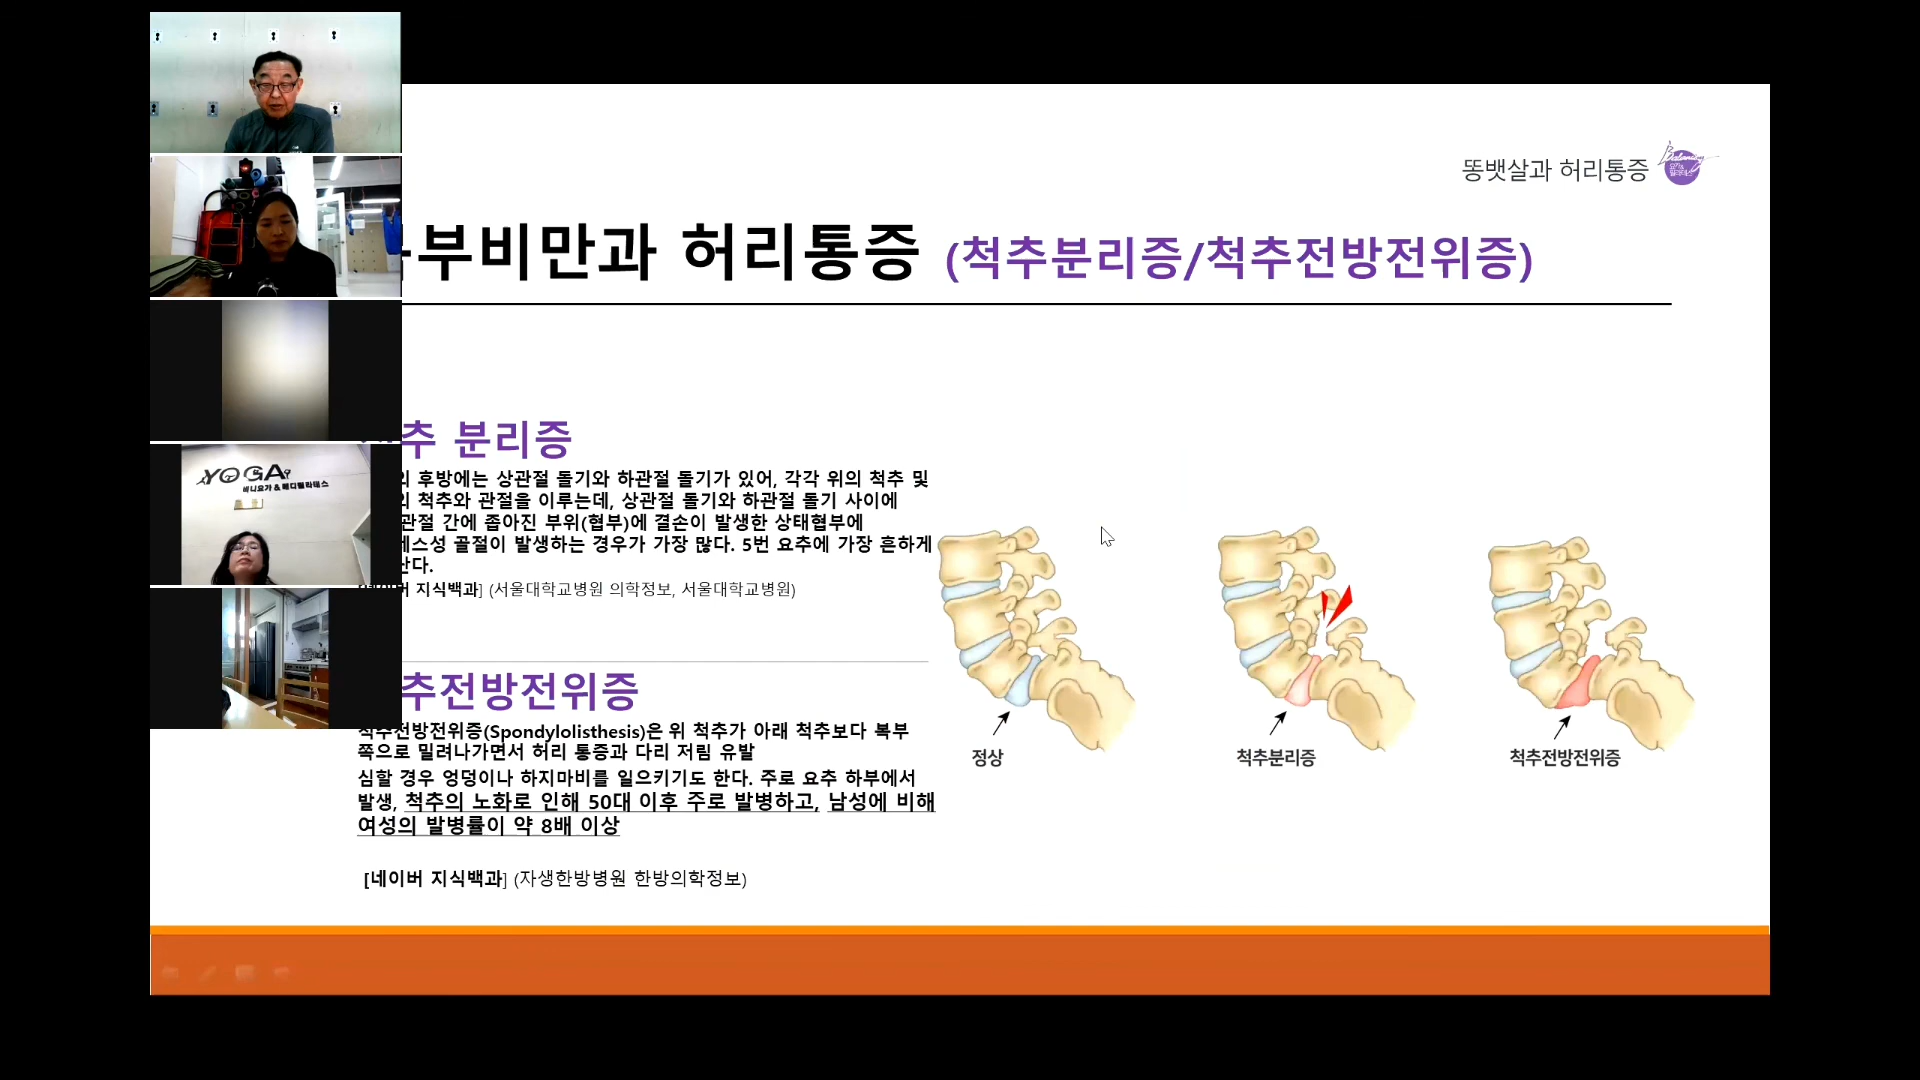 똥뱃살과 허리통증
Balancing
부비만과 허리통증 (척추분리증/척추전방전위증)
추 분리증
후방에는 상관절 돌기와 하관절 돌기가 있어, 각각 위의 척추 및
척추와 관절을 이루는데, 상관절 돌기와 하관절 돌기 사이에
관절 간에 좁아진 부위(협부)에 결손이 발생한 상태협부에
골절이 발생하는 경우가 가장 많다. 5번 요추에 가장 흔하게
지식백과] (서울대학교병원 의학정보, 서울대학교병원)
추전방전위증
척추전방전위증(Spondylolisthesis)은 위 척추가 아래 척추보다 복부
쪽으로 밀려나가면서 허리 통증과 다리 저림 유발
심할 경우 엉덩이나 하지마비를 일으키기도 한다. 주로 요추 하부에서
발생, 척추의 노화로 인해 50대 이후 주로 발병하고, 남성에 비해
여성의 발병률이 약 8배 이상
[네이버 지식백과] (자생한방병원 한방의학정보)
정상
척추분리증
척추전방전위증
YOGA